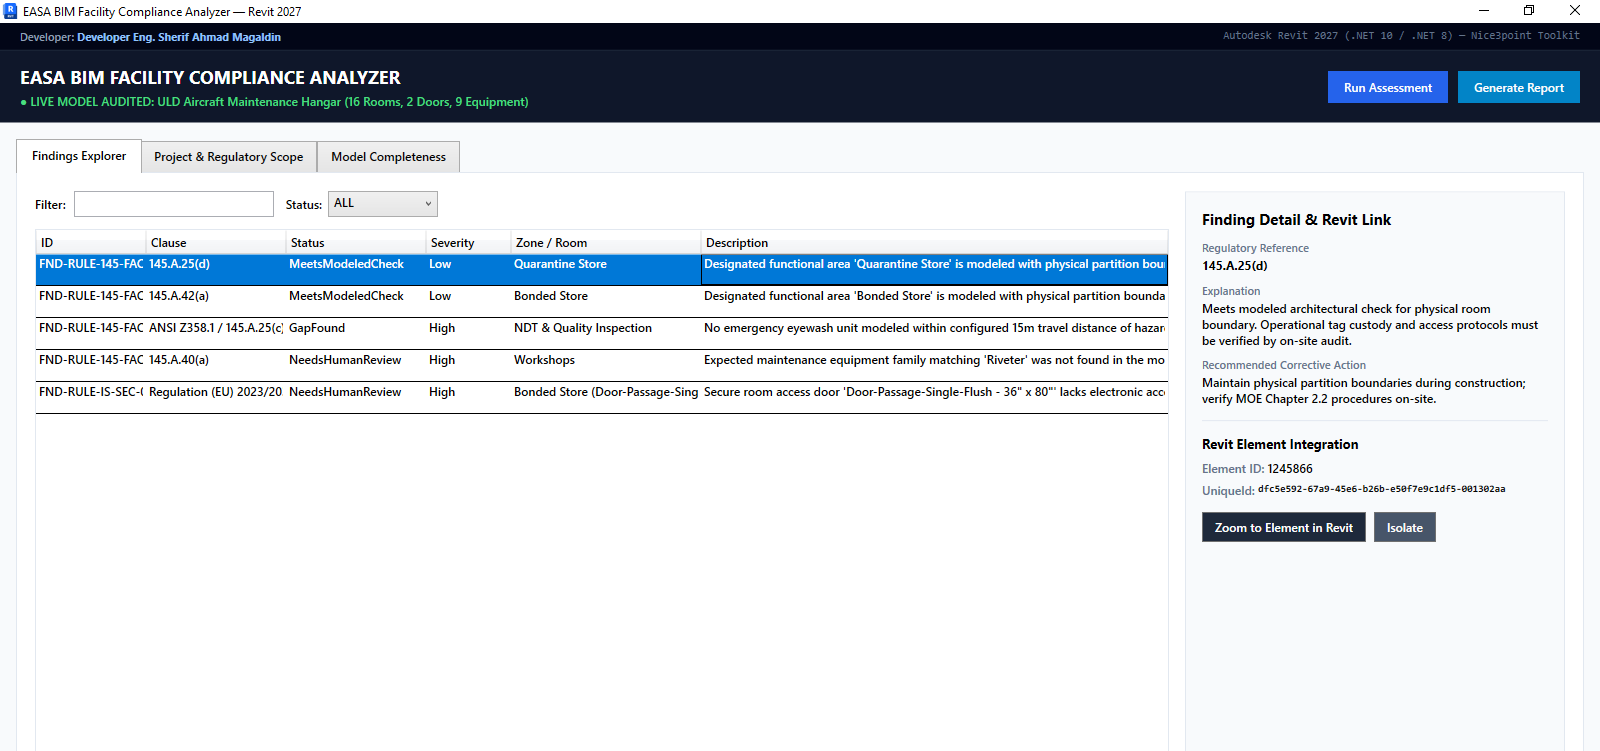 EASA BIM Facility Compliance Analyzer — Revit 2027
Developer: Developer Eng. Sherif Ahmad Magaldin
Autodesk Revit 2027 (.NET 10 / .NET 8) — Nice3point Toolkit
EASA BIM FACILITY COMPLIANCE ANALYZER
● LIVE MODEL AUDITED: ULD Aircraft Maintenance Hangar (16 Rooms, 2 Doors, 9 Equipment)
Run Assessment
Generate Report
Findings Explorer
Project & Regulatory Scope
Model Completeness
Filter:
Status: ALL
ID Clause Status Severity Zone / Room Description
FND-RULE-145-FAC 145.A.25(d) MeetsModeledCheck Low Quarantine Store Designated functional area 'Quarantine Store' is modeled with physical partition bou
FND-RULE-145-FAC 145.A.42(a) MeetsModeledCheck Low Bonded Store Designated functional area 'Bonded Store' is modeled with physical partition bounda
FND-RULE-145-FAC ANSI Z358.1 / 145.A.25(c) GapFound High NDT & Quality Inspection No emergency eyewash unit modeled within configured 15m travel distance of hazar
FND-RULE-145-FAC 145.A.40(a) NeedsHumanReview High Workshops Expected maintenance equipment family matching 'Riveter' was not found in the mo
FND-RULE-IS-SEC-( Regulation (EU) 2023/20 NeedsHumanReview High Bonded Store (Door-Passage-Sing Secure room access door 'Door-Passage-Single-Flush - 36" x 80"' lacks electronic acc
Finding Detail & Revit Link
Regulatory Reference
145.A.25(d)
Explanation
Meets modeled architectural check for physical room
boundary. Operational tag custody and access protocols must
be verified by on-site audit.
Recommended Corrective Action
Maintain physical partition boundaries during construction;
verify MOE Chapter 2.2 procedures on-site.
Revit Element Integration
Element ID: 1245866
UniqueId: dfc5e592-67a9-45e6-b26b-e50f7e9c1df5-001302aa
Zoom to Element in Revit
Isolate